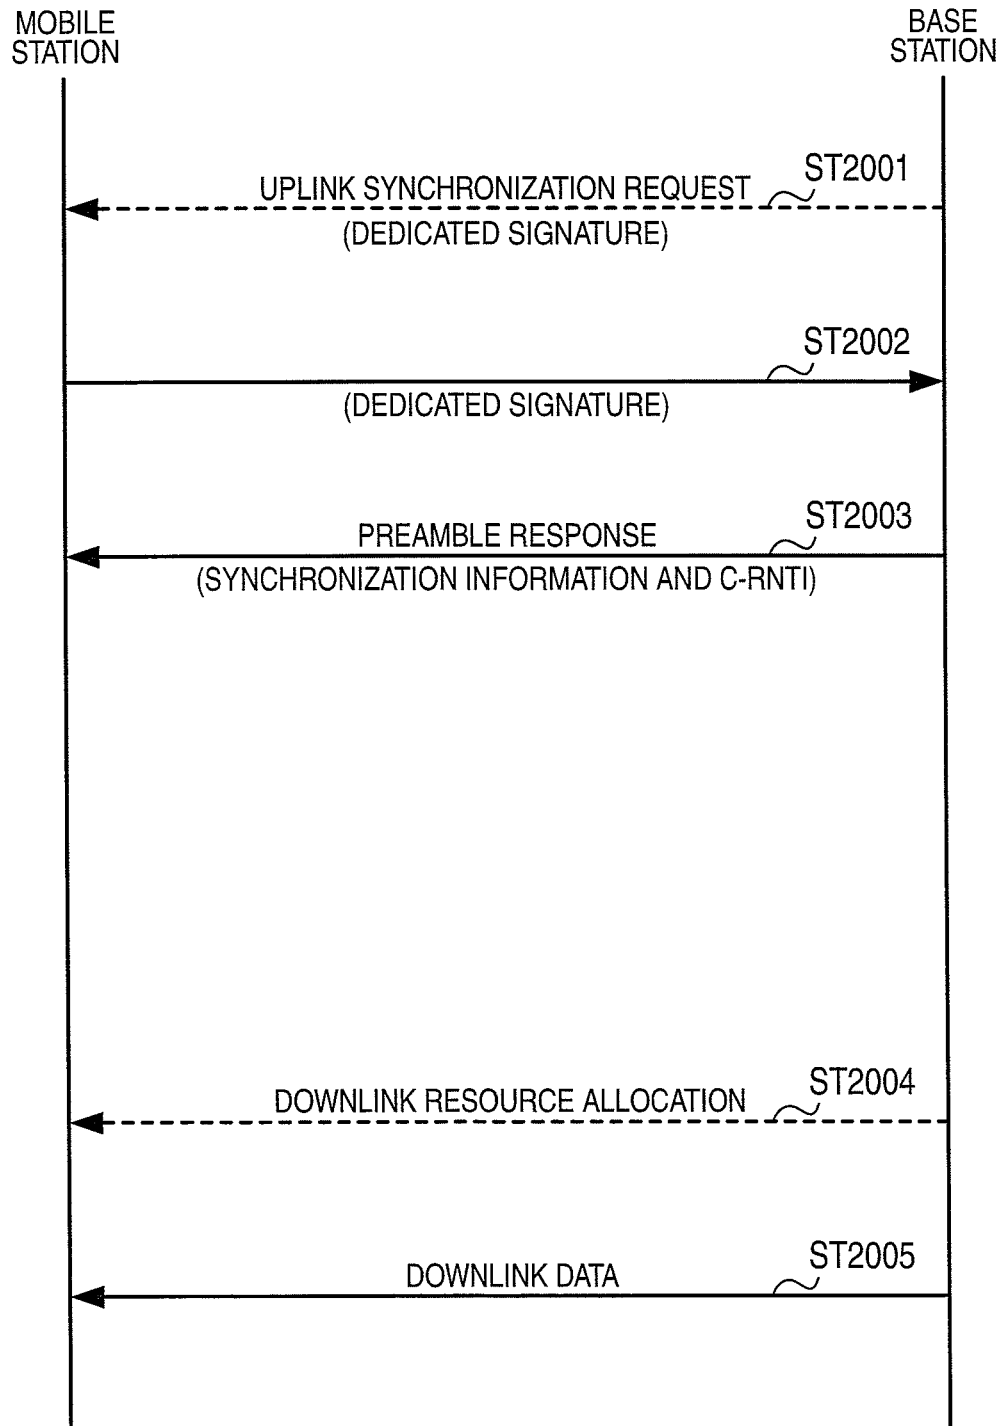 MOBILE
STATION
BASE
STATION
ST2001
UPLINK SYNCHRONIZATION REQUEST
(DEDICATED SIGNATURE)
ST2002
(DEDICATED SIGNATURE)
ST2003
PREAMBLE RESPONSE
(SYNCHRONIZATION INFORMATION AND C-RNTI)
ST2004
DOWNLINK RESOURCE ALLOCATION
ST2005
DOWNLINK DATA